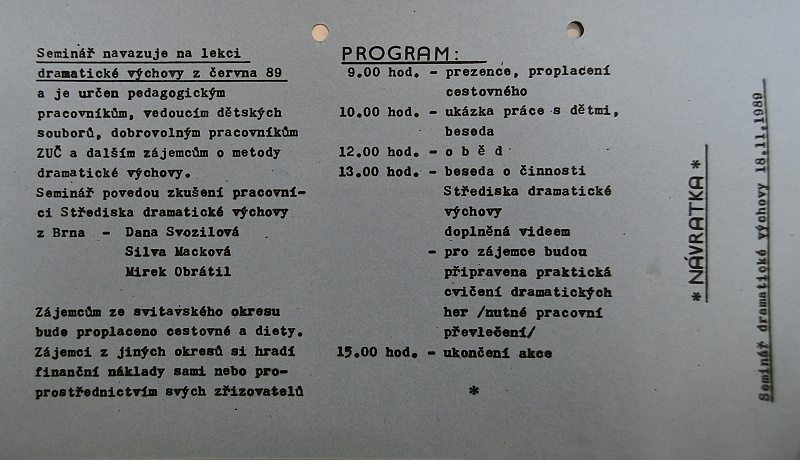 Seminář navazuje na lekci
dramatické výchovy z června 89
a je určen pedagogickým
pracovníkům, vedoucím dětských
souborů, dobrovolným pracovníkům
ZUČ a dalším zájemcům o metody
dramatické výchovy.
Seminář povedou zkušení pracovní-
ci Střediska dramatické výchovy
z Brna - Dana Svozilová
Silva Macková
Mirek Obrátil
Zájemcům ze svitavského okresu
bude proplaceno cestovné a diety.
Zájemci z jiných okresů si hradí
finanční náklady sami nebo pro-
prostřednictvím svých zřizovatelů
PROGRAM:
9.00 hod. - prezence, proplacení
cestovného
10.00 hod. - ukázka práce s dětmi,
beseda
12.00 hod. - o b ě d
13.00 hod. - beseda o činnosti
Střediska dramatické
výchovy
doplněná videem
- pro zájemce budou
připravena praktická
cvičení dramatických
her /nutné pracovní
převlečení/
15.00 hod. - ukončení akce
*
* NÁVRATKA *
Seminář dramatické výchovy 18.11.1989